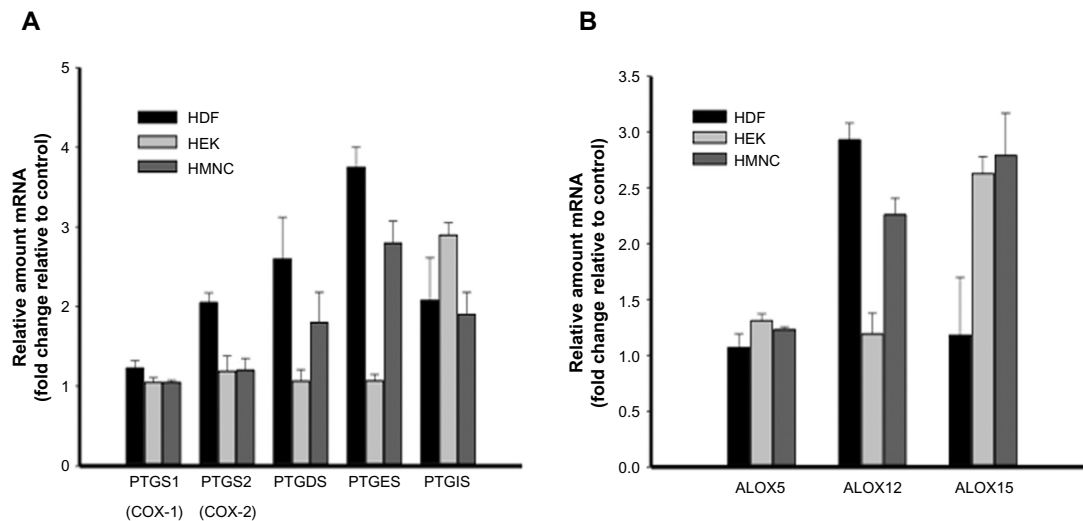 A
Relative amount mRNA
(fold change relative to control)
5
4
3
2
1
0
HDF
HEK
HMNC
PTGS1
(COX-1)
PTGS2
(COX-2)
PTGDS
PTGES
PTGIS
B
Relative amount mRNA
(fold change relative to control)
3.5
3.0
2.5
2.0
1.5
1.0
0.5
0.0
HDF
HEK
HMNC
ALOX5
ALOX12
ALOX15